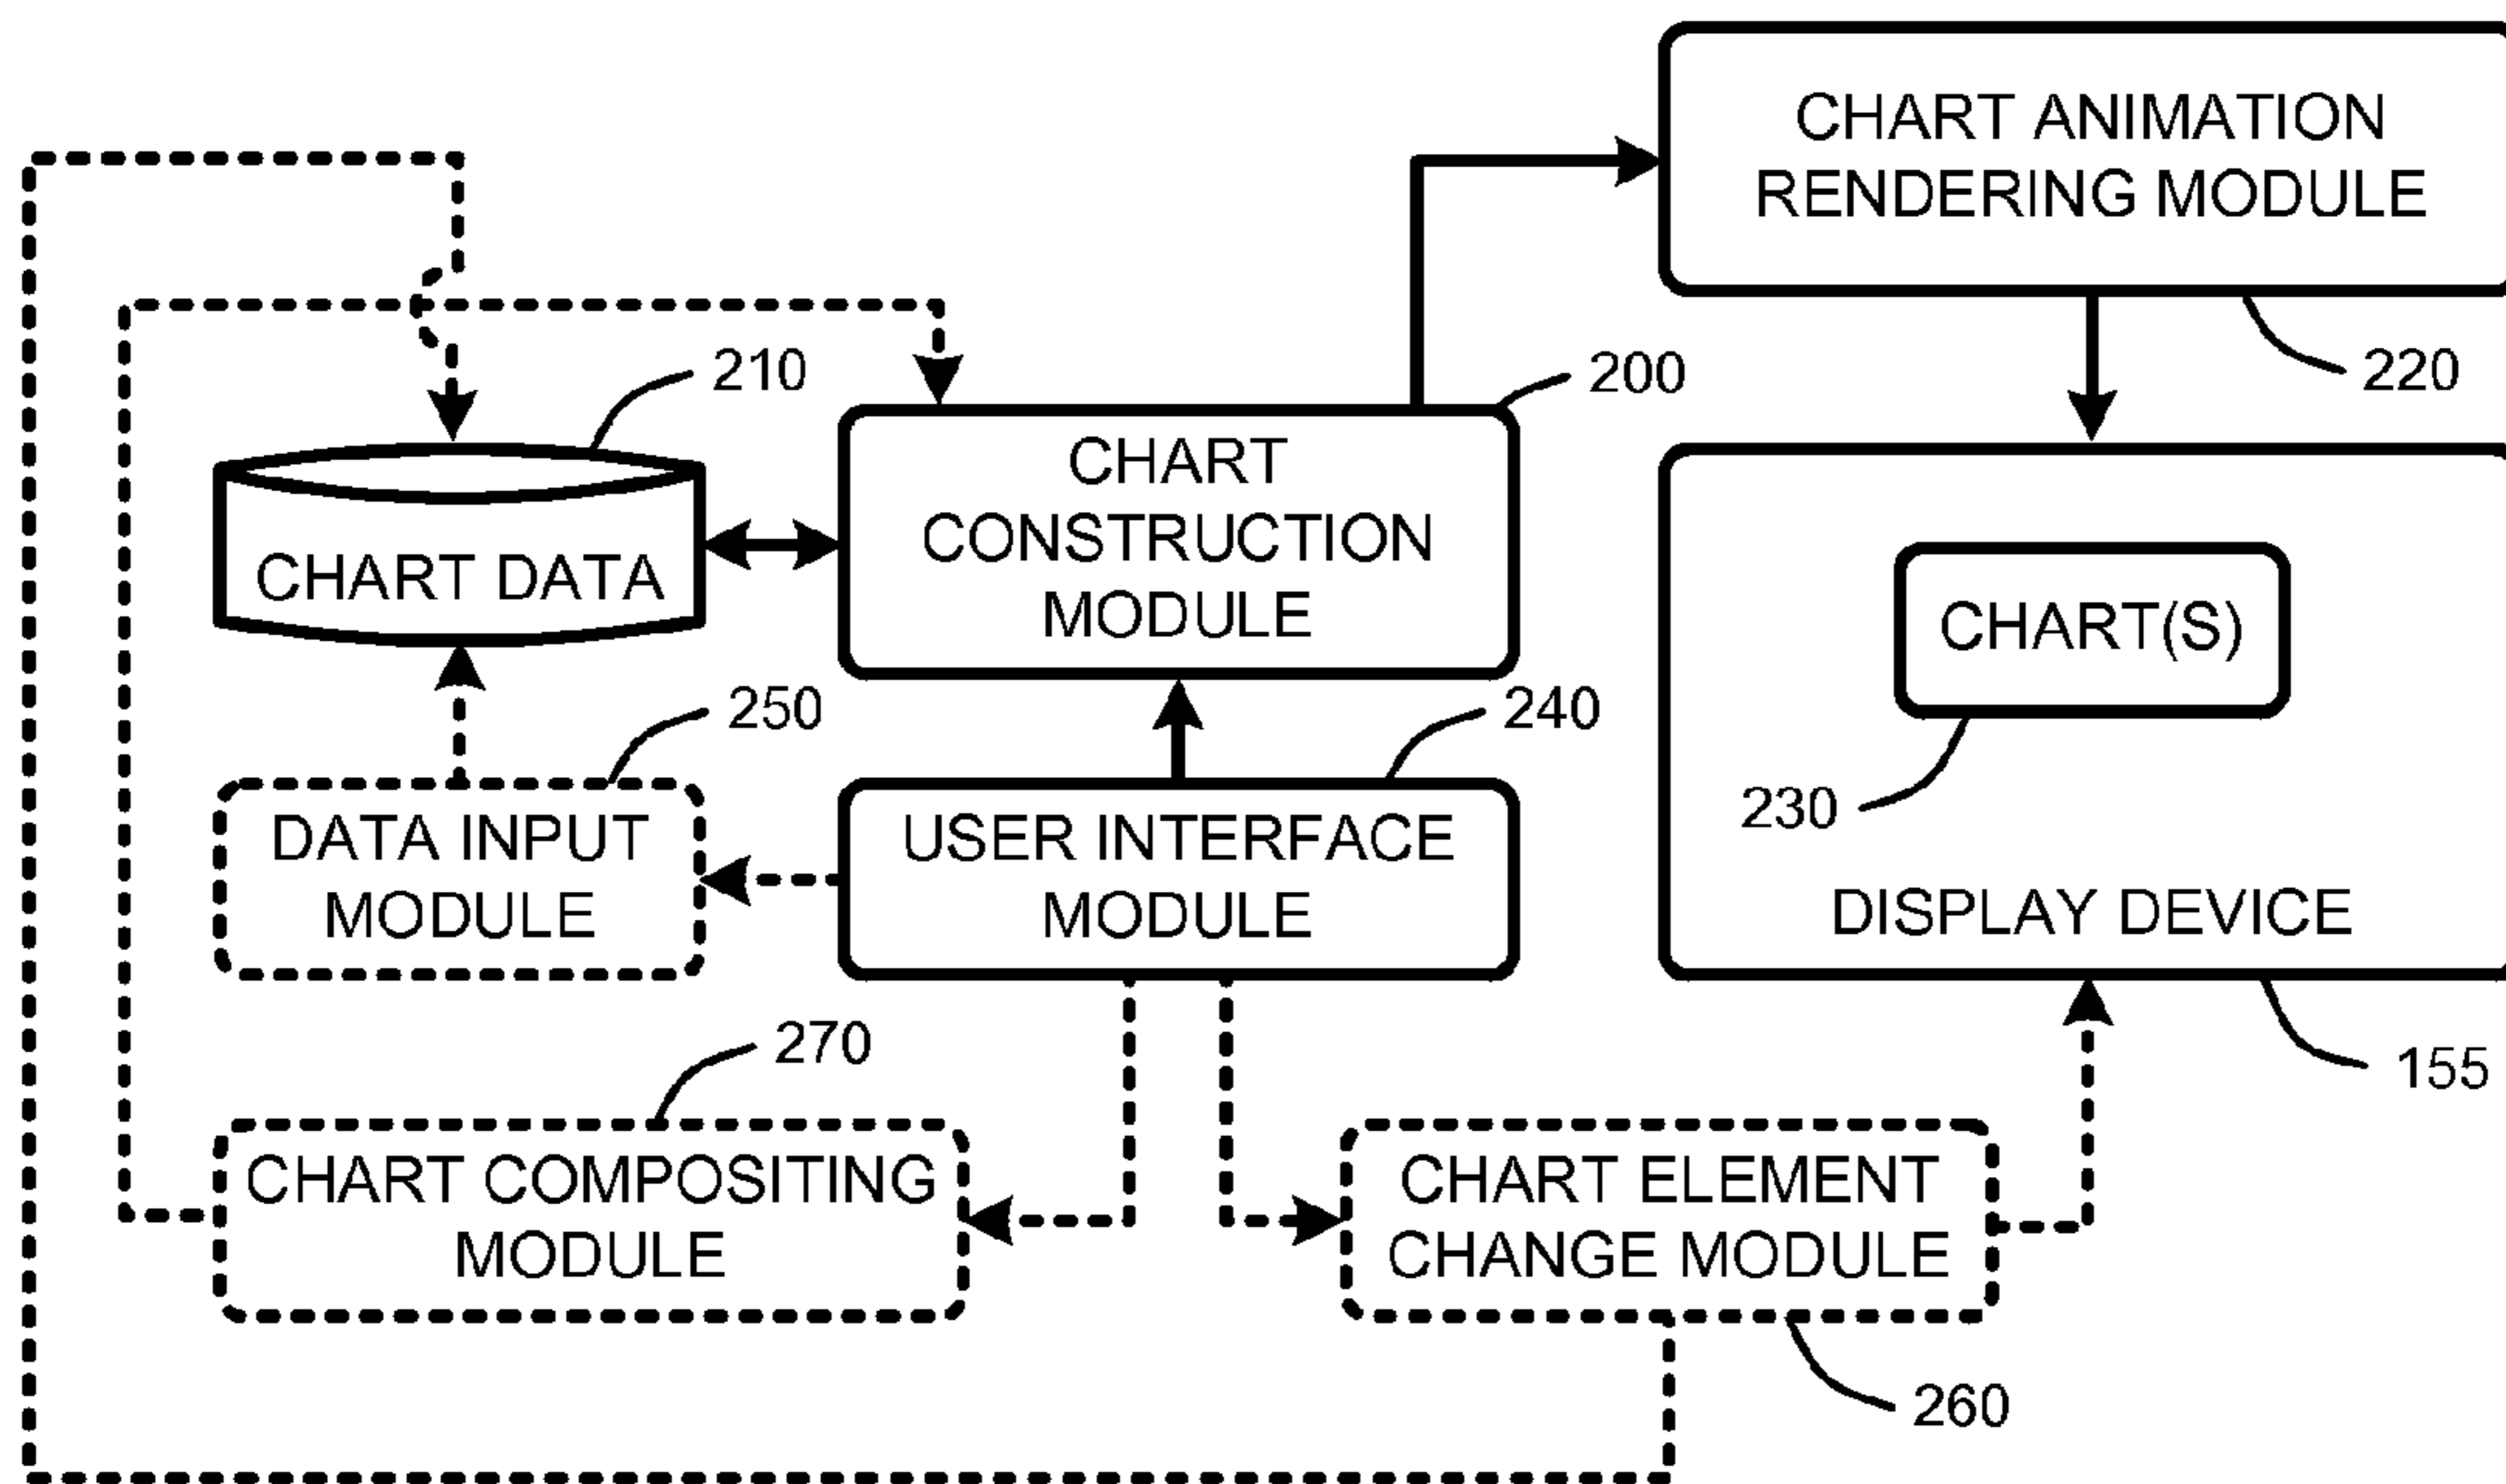 CHART ANIMATION
RENDERING MODULE
210
200
220
CHART
CONSTRUCTION
MODULE
CHART DATA
CHART(S)
250
240
230
DATA INPUT
MODULE
USER INTERFACE
MODULE
DISPLAY DEVICE
270
155
CHART COMPOSITING
MODULE
CHART ELEMENT
CHANGE MODULE
260